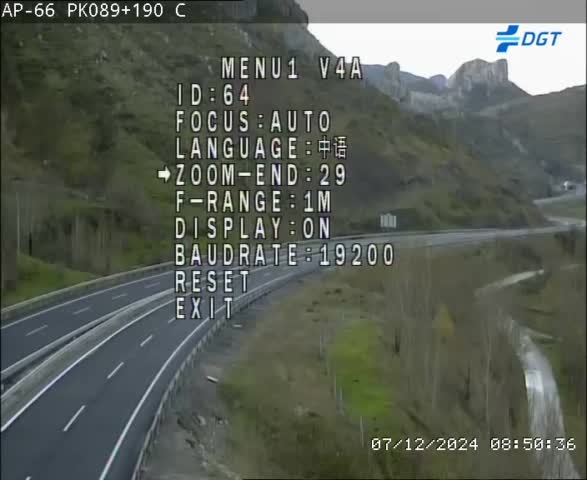 AP-66 PK089+190 C
DGT
MENU1 V4A
ID:64
FOCUS:AUTO
LANGUAGE:中语
ZOOM-END:29
F-RANGE:1M
DISPLAY:ON
BAUDRATE:19200
RESET
EXIT
07/12/2024 08:50:36